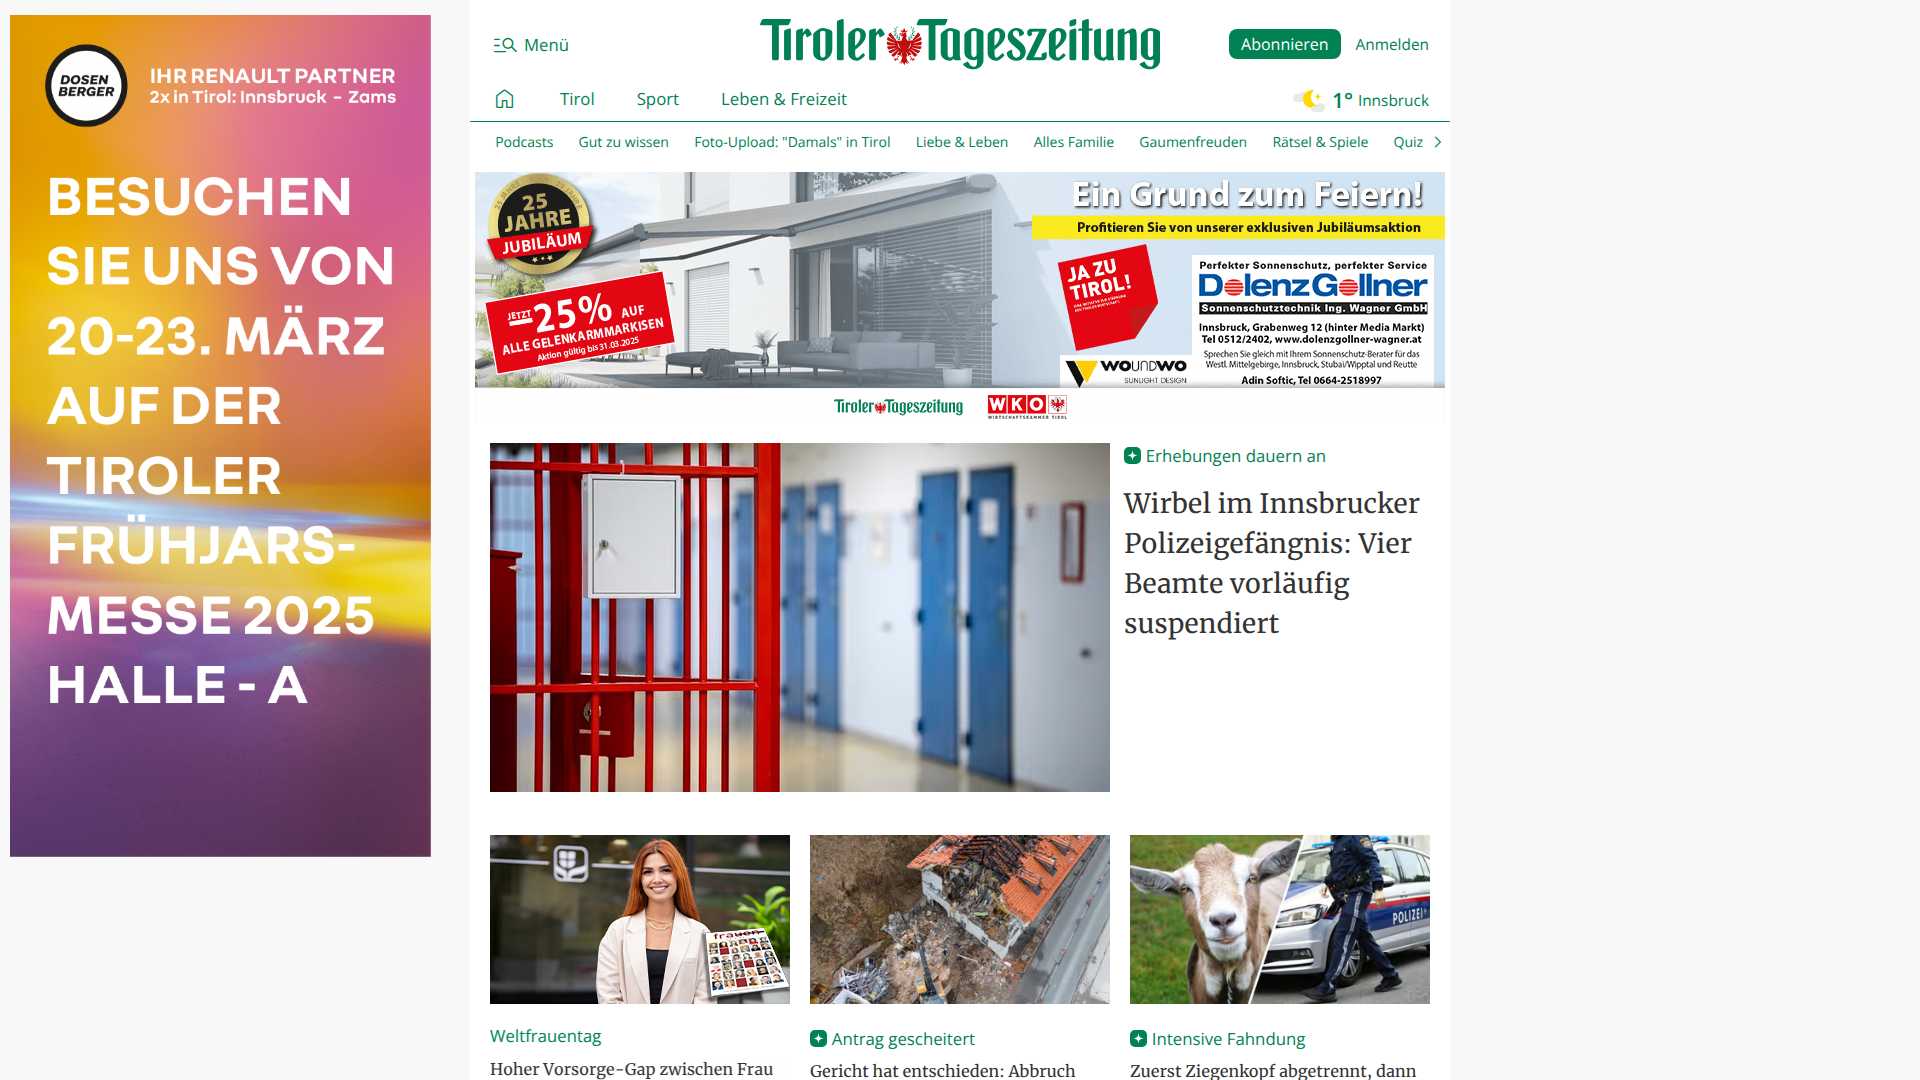 DOSEN
BERGER
IHR RENAULT PARTNER
2x in Tirol: Innsbruck - Zams
BESUCHEN
SIE UNS VON
20-23. MÄRZ
AUF DER
TIROLER
FRÜHJARS-
MESSE 2025
HALLE - A
Menü
Tiroler Tageszeitung
Abonnieren
Anmelden
Tirol
Sport
Leben & Freizeit
1° Innsbruck
Podcasts
Gut zu wissen
Foto-Upload: "Damals" in Tirol
Liebe & Leben
Alles Familie
Gaumenfreuden
Rätsel & Spiele
Quiz
25
JAHRE
JUBILÄUM
JETZT
-25% AUF
ALLE GELENKARMMARKISEN
Aktion gültig bis 31.03.2025
Ein Grund zum Feiern!
Profitieren Sie von unserer exklusiven Jubiläumsaktion
JA ZU
TIROL!
WOUNDWO
SUNLIGHT DESIGN
Perfekter Sonnenschutz, perfekter Service
Dolenz Gollner
Sonnenschutztechnik Ing. Wagner GmbH
Innsbruck, Grabenweg 12 (hinter Media Markt)
Tel 0512/2402, www.dolenzgollner-wagner.at
Sprechen Sie gleich mit Ihrem Sonnenschutz-Berater für das
Westl. Mittelgebirge, Innsbruck, Stubai/Wipptal und Reutte
Adin Softic, Tel 0664-2518997
Tiroler Tageszeitung
WKO
WIRTSCHAFTSKAMMER TIROL
Erhebungen dauern an
Wirbel im Innsbrucker
Polizeigefängnis: Vier
Beamte vorläufig
suspendiert
frauen
POLIZEI
Weltfrauentag
Hoher Vorsorge-Gap zwischen Frau
Antrag gescheitert
Gericht hat entschieden: Abbruch
Intensive Fahndung
Zuerst Ziegenkopf abgetrennt, dann